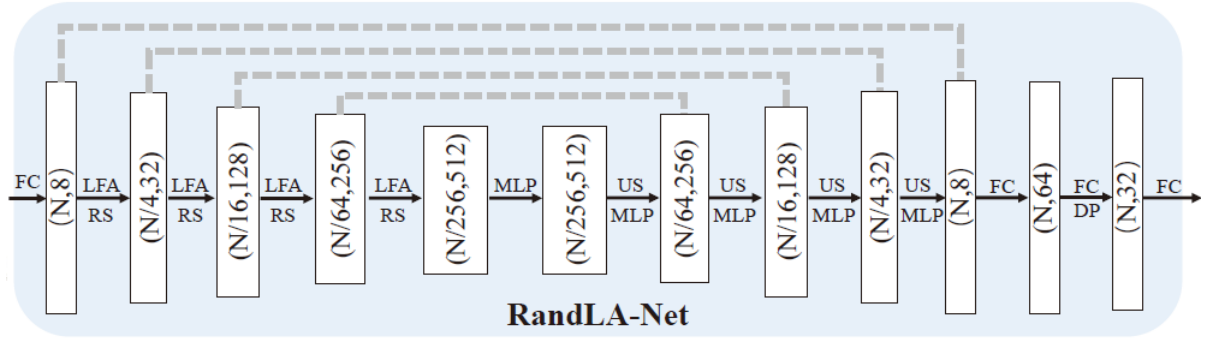 FC
(N,8)
LFA
RS
(N/4,32)
LFA
RS
(N/16,128)
LFA
RS
(N/64,256)
LFA
RS
(N/256,512)
MLP
(N/256,512)
US
MLP
(N/64,256)
US
MLP
(N/16,128)
US
MLP
(N/4,32)
US
MLP
(N,8)
FC
(N,64)
FC
DP
(N,32)
FC
RandLA-Net